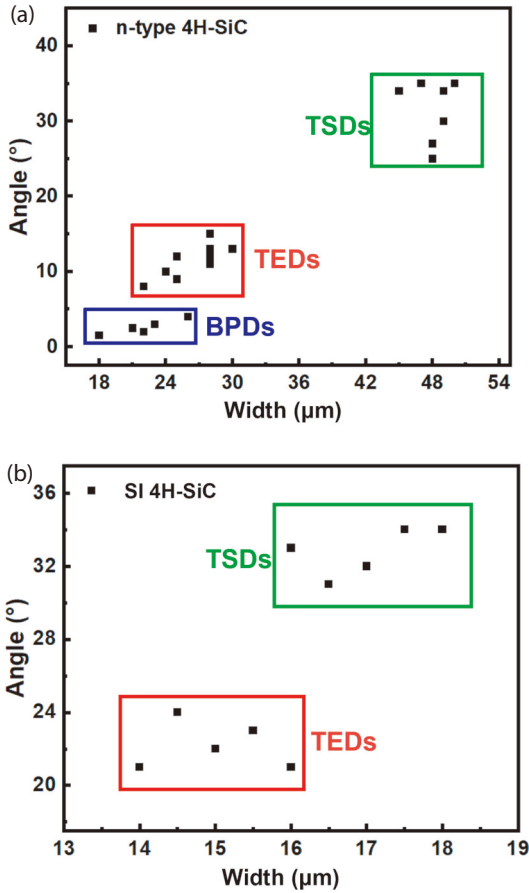 (a)
n-type 4H-SiC
TSDs
TEDs
BPDs
Angle (°)
40
30
20
10
0
18 24 30 36 42 48 54
Width (μm)
(b)
SI 4H-SiC
TSDs
TEDs
Angle (°)
36
32
28
24
20
13 14 15 16 17 18 19
Width (μm)